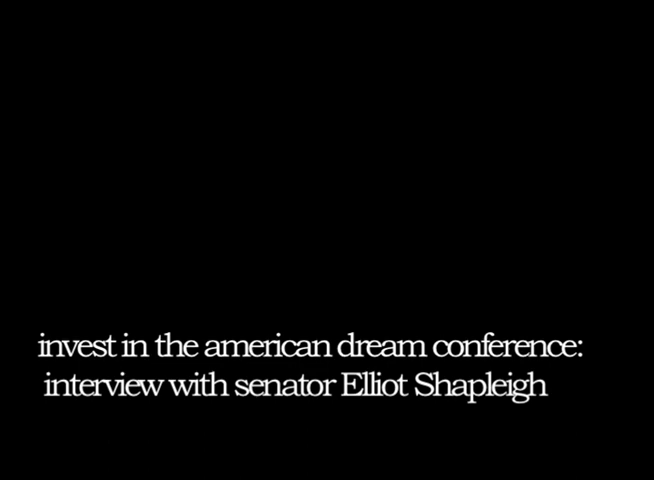 invest in the american dream conference:
interview with senator Elliot Shapleigh